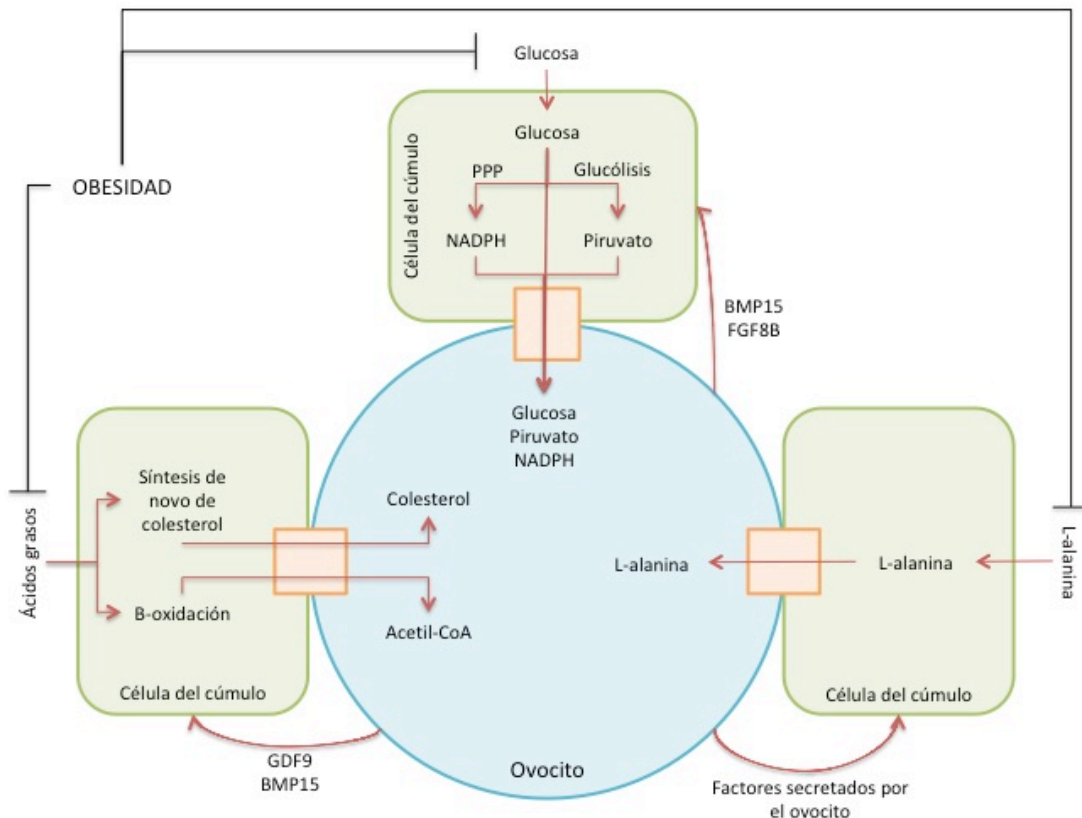 Glucosa
Glucosa
PPP
Glucólisis
Célula del cúmulo
NADPH
Piruvato
OBESIDAD
BMP15
FGF8B
Glucosa
Piruvato
NADPH
Síntesis de
novo de
colesterol
Colesterol
Ácidos grasos
B-oxidación
Acetil-CoA
Célula del cúmulo
L-alanina
L-alanina
L-alanina
Célula del cúmulo
GDF9
BMP15
Ovocito
Factores secretados por
el ovocito